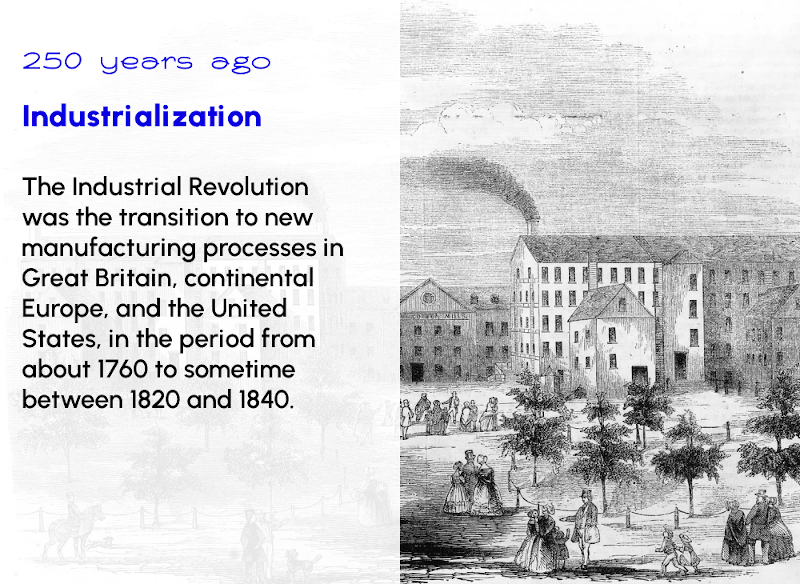 250 years ago
Industrialization
The Industrial Revolution
was the transition to new
manufacturing processes in
Great Britain, continental
Europe, and the United
States, in the period from
about 1760 to sometime
between 1820 and 1840.